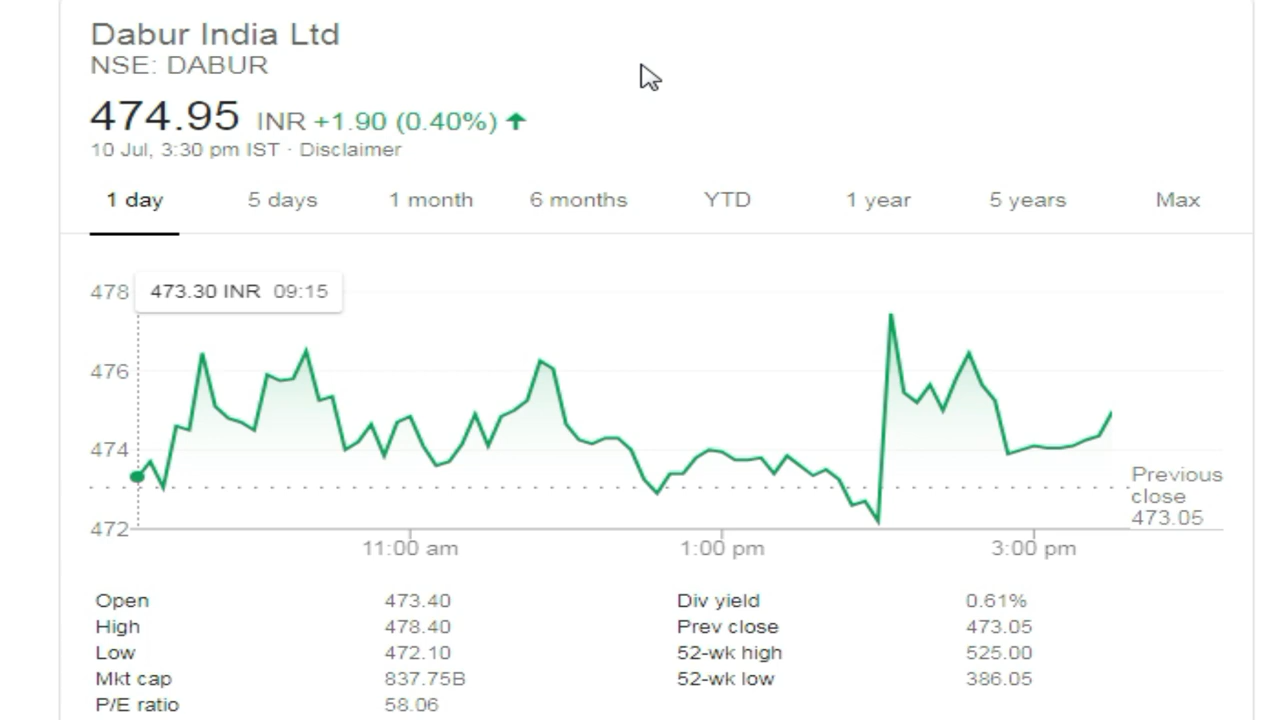 Dabur India Ltd
NSE: DABUR
474.95 INR +1.90 (0.40%)
10 Jul, 3:30 pm IST · Disclaimer
1 day 5 days 1 month 6 months YTD 1 year 5 years Max
478 473.30 INR 09:15
476
474
Previous
close
473.05
472
11:00 am 1:00 pm 3:00 pm
Open 473.40 Div yield 0.61%
High 478.40 Prev close 473.05
Low 472.10 52-wk high 525.00
Mkt cap 837.75B 52-wk low 386.05
P/E ratio 58.06